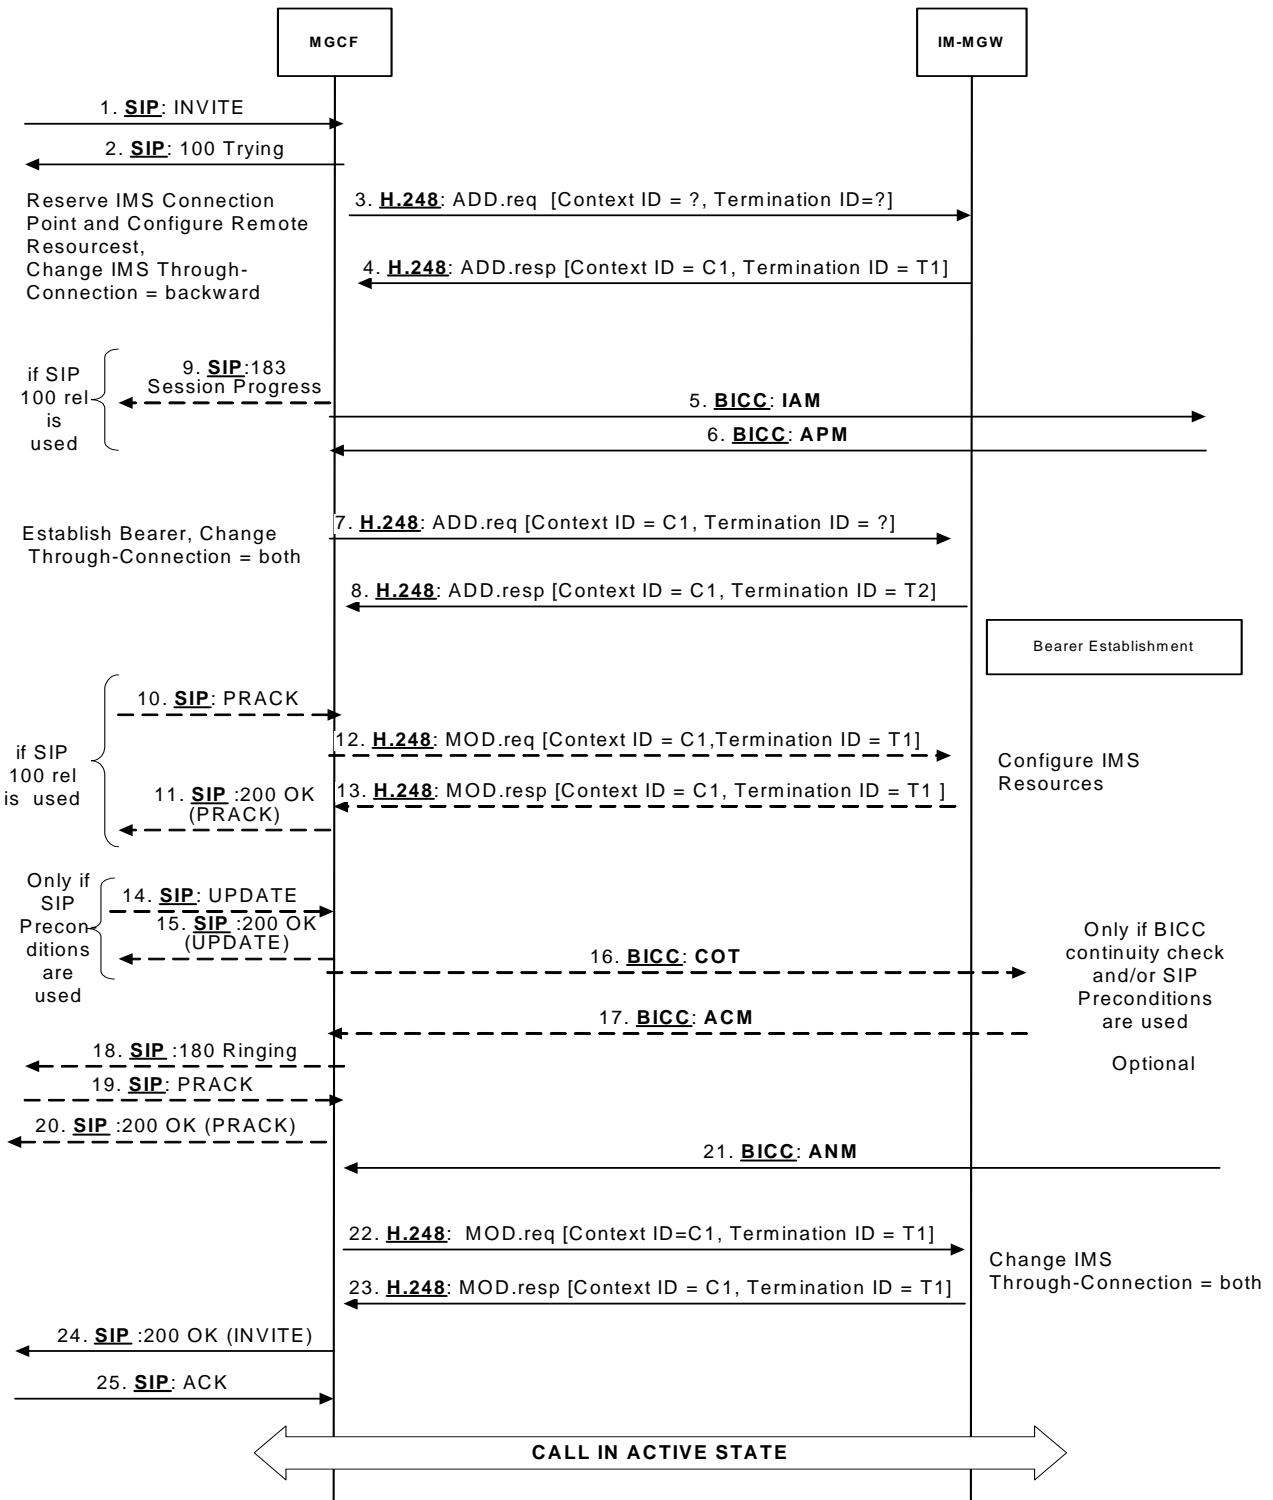 MGCF
IM-MGW
1. SIP: INVITE
2. SIP: 100 Trying
Reserve IMS Connection
Point and Configure Remote
Resourcest,
Change IMS Through-
Connection = backward
3. H.248: ADD.req [Context ID = ?, Termination ID=?]
4. H.248: ADD.resp [Context ID = C1, Termination ID = T1]
if SIP
100 rel
is
used
9. SIP:183
Session Progress
5. BICC: IAM
6. BICC: APM
Establish Bearer, Change
Through-Connection = both
7. H.248: ADD.req [Context ID = C1, Termination ID = ?]
8. H.248: ADD.resp [Context ID = C1, Termination ID = T2]
Bearer Establishment
if SIP
100 rel
is used
10. SIP: PRACK
12. H.248: MOD.req [Context ID = C1,Termination ID = T1]
11. SIP :200 OK
(PRACK)
13. H.248: MOD.resp [Context ID = C1, Termination ID = T1 ]
Configure IMS
Resources
Only if
SIP
Precon
ditions
are
used
14. SIP: UPDATE
15. SIP :200 OK
(UPDATE)
16. BICC: COT
Only if BICC
continuity check
and/or SIP
Preconditions
are used
17. BICC: ACM
18. SIP :180 Ringing
Optional
19. SIP: PRACK
20. SIP :200 OK (PRACK)
21. BICC: ANM
22. H.248: MOD.req [Context ID=C1, Termination ID = T1]
23. H.248: MOD.resp [Context ID = C1, Termination ID = T1]
Change IMS
Through-Connection = both
24. SIP :200 OK (INVITE)
25. SIP: ACK
CALL IN ACTIVE STATE